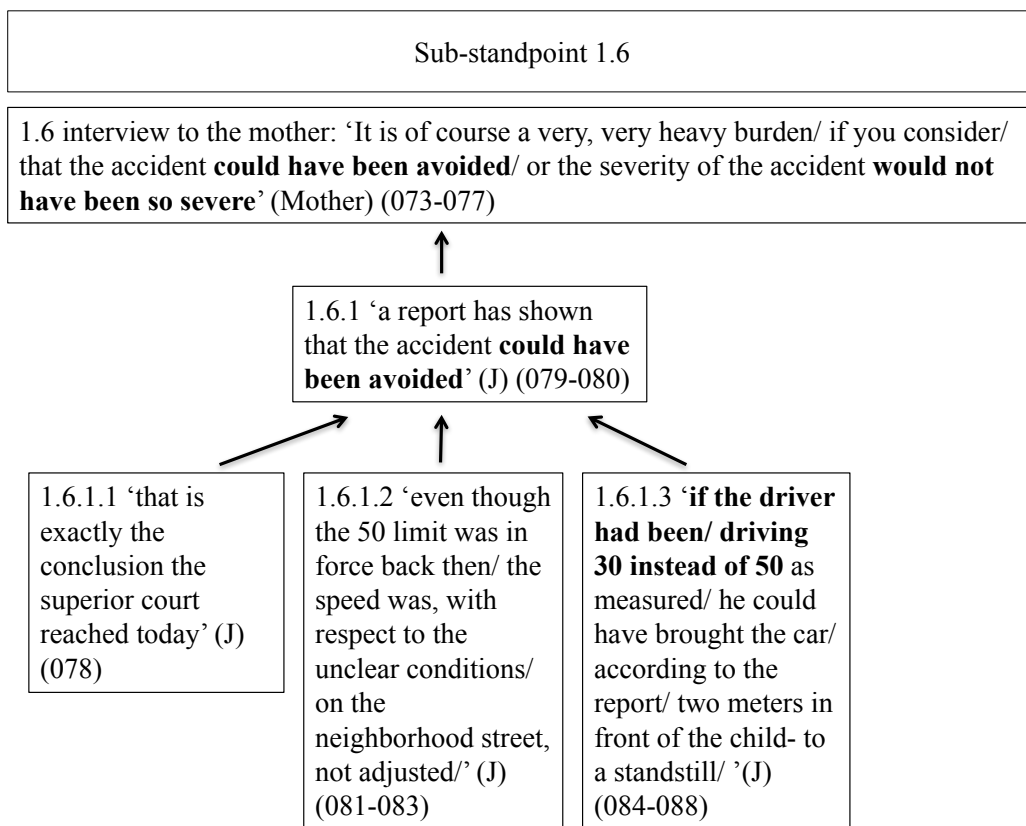 Sub-standpoint 1.6
1.6 interview to the mother: ‘It is of course a very, very heavy burden/ if you consider/
that the accident could have been avoided/ or the severity of the accident would not
have been so severe’ (Mother) (073-077)
1.6.1 ‘a report has shown
that the accident could have
been avoided’ (J) (079-080)
1.6.1.1 ‘that is
exactly the
conclusion the
superior court
reached today’ (J)
(078)
1.6.1.2 ‘even though
the 50 limit was in
force back then/ the
speed was, with
respect to the
unclear conditions/
on the
neighborhood street,
not adjusted/’ (J)
(081-083)
1.6.1.3 ‘if the driver
had been/ driving
30 instead of 50 as
measured/ he could
have brought the car/
according to the
report/ two meters in
front of the child- to
a standstill/ ’(J)
(084-088)